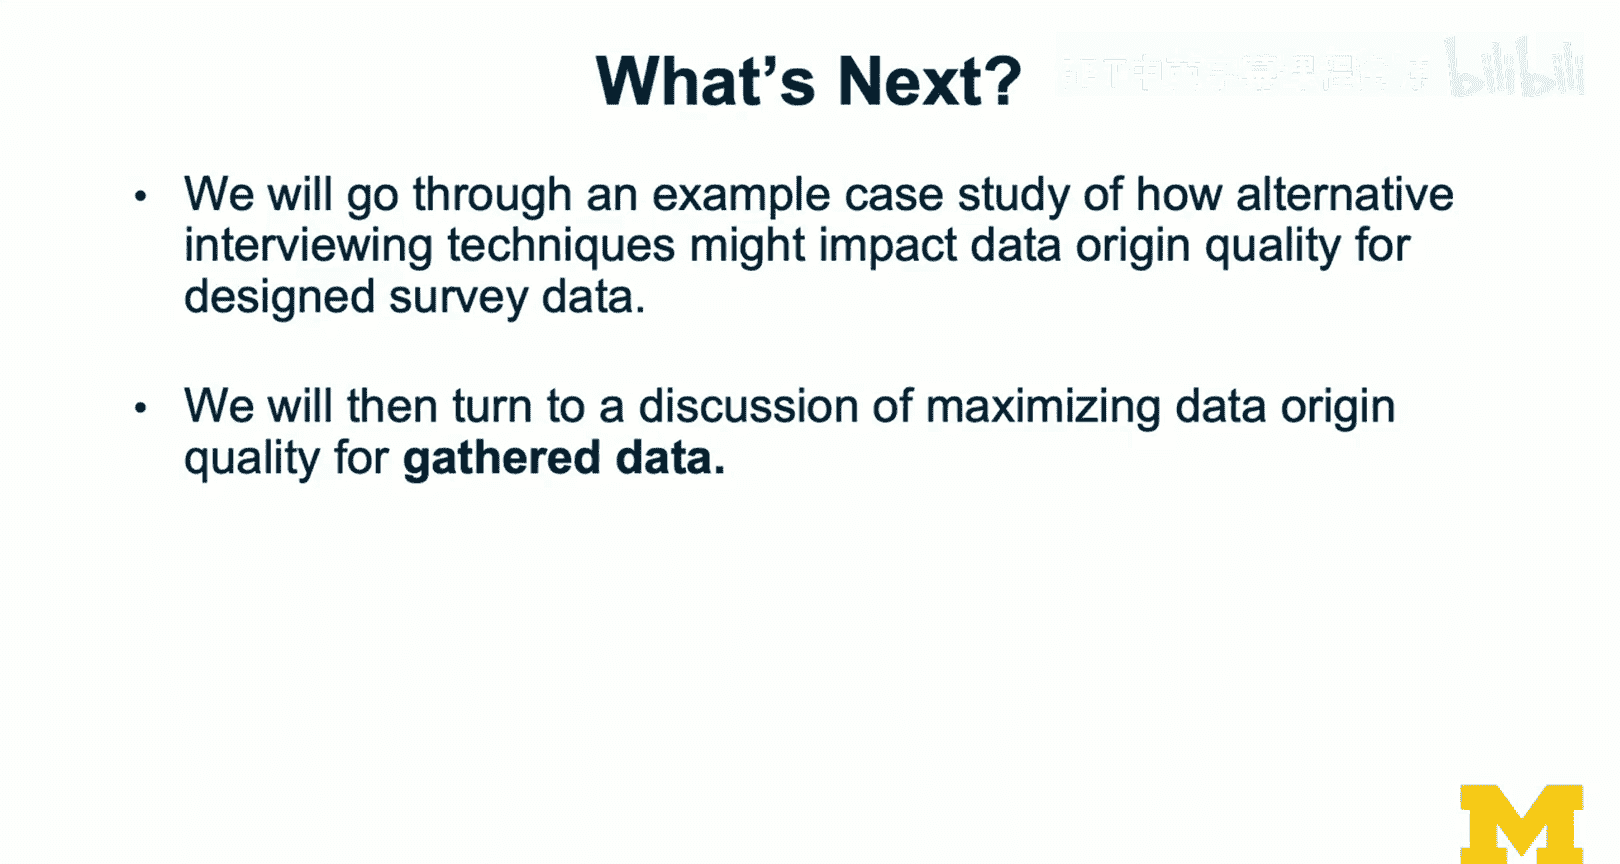 What’s Next?
bilibili
• We will go through an example case study of how alternative
interviewing techniques might impact data origin quality for
designed survey data.
• We will then turn to a discussion of maximizing data origin
quality for gathered data.
M